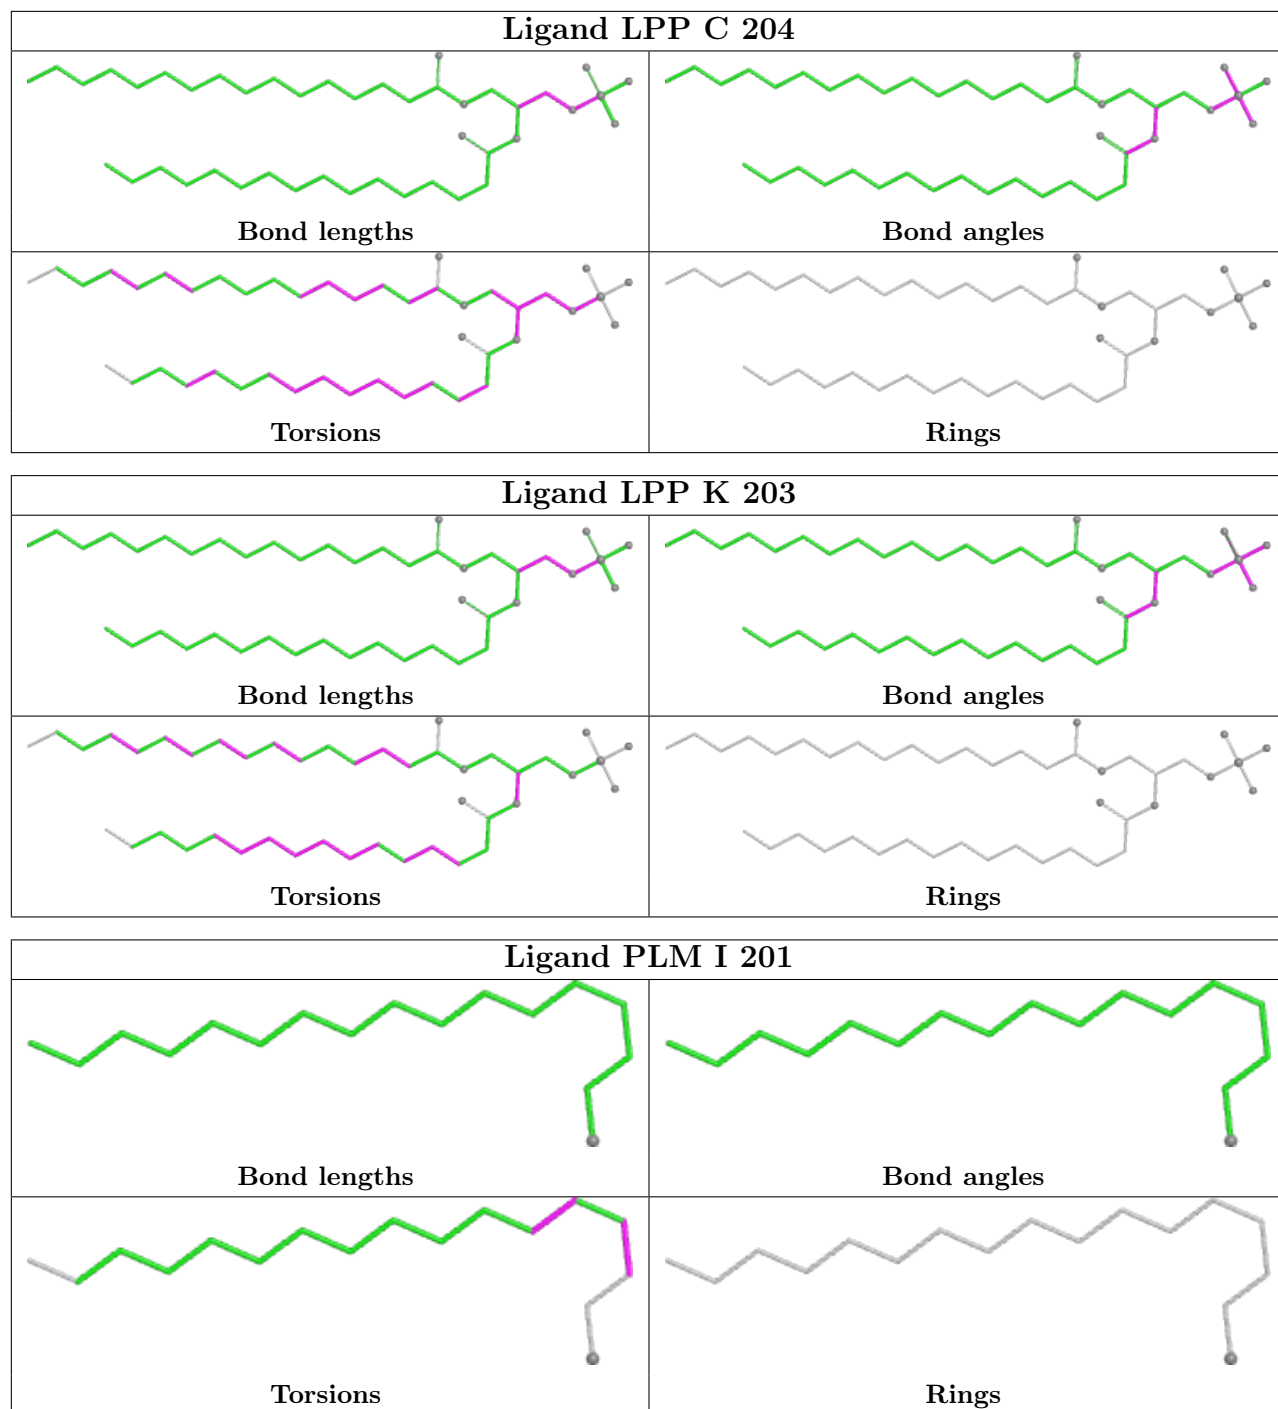 Ligand LPP C 204
Bond lengths
Bond angles
Torsions
Rings
Ligand LPP K 203
Bond lengths
Bond angles
Torsions
Rings
Ligand PLM I 201
Bond lengths
Bond angles
Torsions
Rings